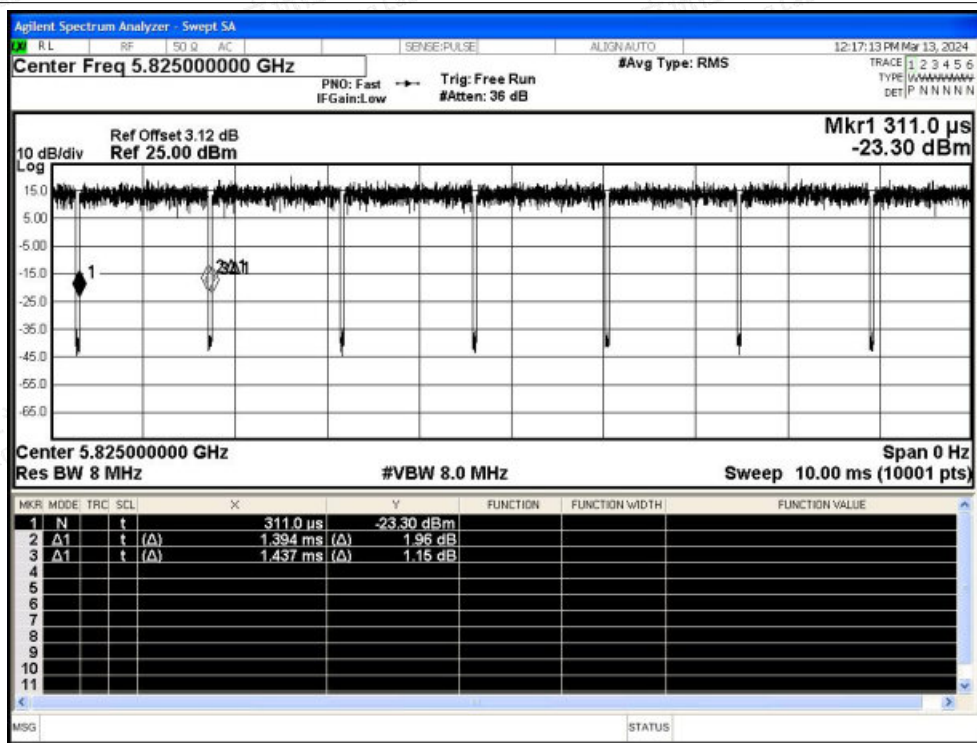 Agilent Spectrum Analyzer - Swept SA
RL RF 50 Ω AC SENSE:PULSE ALIGN AUTO 12:17:13 PM Mar 13, 2024
Center Freq 5.825000000 GHz
PNO: Fast
IFGain:Low
Trig: Free Run
#Atten: 36 dB
#Avg Type: RMS
TRACE 1 2 3 4 5 6
TYPE
DET P N N N N N
Mkr1 311.0 µs
-23.30 dBm
Ref Offset 3.12 dB
10 dB/div Ref 25.00 dBm
Log
15.0
5.00
-5.00
-15.0
-25.0
-35.0
-45.0
-55.0
-65.0
1
Center 5.825000000 GHz Span 0 Hz
Res BW 8 MHz #VBW 8.0 MHz Sweep 10.00 ms (10001 pts)
MKR MODE TRC SCL X Y FUNCTION FUNCTION WIDTH FUNCTION VALUE
1 N t 311.0 µs -23.30 dBm
2 Δ1 t (Δ) 1.394 ms (Δ) 1.96 dB
3 Δ1 t (Δ) 1.437 ms (Δ) 1.15 dB
4
5
6
7
8
9
10
11
MSG STATUS